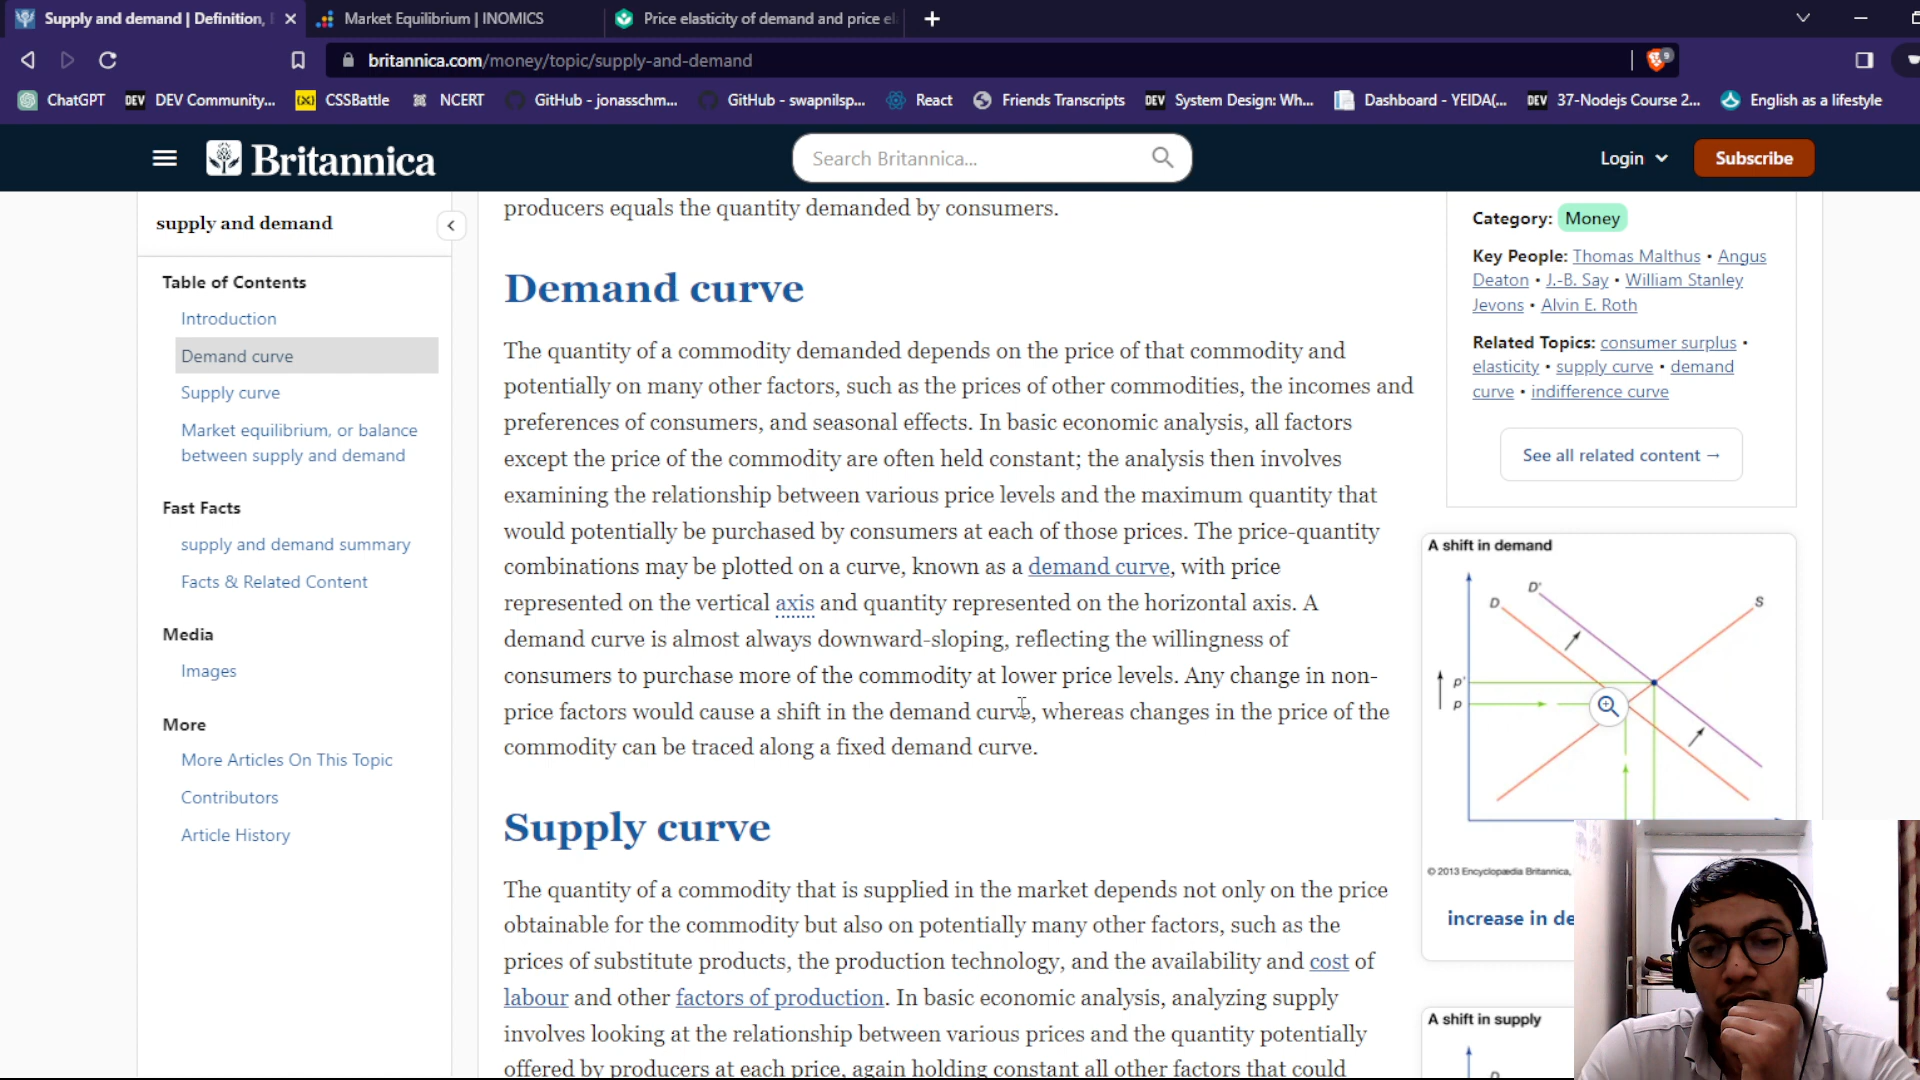 Supply and demand | Definition,
Market Equilibrium | INOMICS
Price elasticity of demand and price el
britannica.com/money/topic/supply-and-demand
9
ChatGPT
DEV DEV Community...
CSSBattle
NCERT
GitHub - jonasschm...
GitHub - swapnilsp...
React
Friends Transcripts
DEV System Design: Wh...
Dashboard - YEIDA(...
DEV 37-Nodejs Course 2...
English as a lifestyle
Britannica
Search Britannica...
Login
Subscribe
supply and demand
Table of Contents
Introduction
Demand curve
Supply curve
Market equilibrium, or balance
between supply and demand
Fast Facts
supply and demand summary
Facts & Related Content
Media
Images
More
More Articles On This Topic
Contributors
Article History
producers equals the quantity demanded by consumers.
Demand curve
The quantity of a commodity demanded depends on the price of that commodity and
potentially on many other factors, such as the prices of other commodities, the incomes and
preferences of consumers, and seasonal effects. In basic economic analysis, all factors
except the price of the commodity are often held constant; the analysis then involves
examining the relationship between various price levels and the maximum quantity that
would potentially be purchased by consumers at each of those prices. The price-quantity
combinations may be plotted on a curve, known as a demand curve, with price
represented on the vertical axis and quantity represented on the horizontal axis. A
demand curve is almost always downward-sloping, reflecting the willingness of
consumers to purchase more of the commodity at lower price levels. Any change in non-
price factors would cause a shift in the demand curve, whereas changes in the price of the
commodity can be traced along a fixed demand curve.
Supply curve
The quantity of a commodity that is supplied in the market depends not only on the price
obtainable for the commodity but also on potentially many other factors, such as the
prices of substitute products, the production technology, and the availability and cost of
labour and other factors of production. In basic economic analysis, analyzing supply
involves looking at the relationship between various prices and the quantity potentially
offered by producers at each price, again holding constant all other factors that could
Category: Money
Key People: Thomas Malthus • Angus
Deaton • J.-B. Say • William Stanley
Jevons • Alvin E. Roth
Related Topics: consumer surplus •
elasticity • supply curve • demand
curve • indifference curve
See all related content →
A shift in demand
D'
D
S
p'
p
© 2013 Encyclopædia Britannica,
increase in de
A shift in supply
D